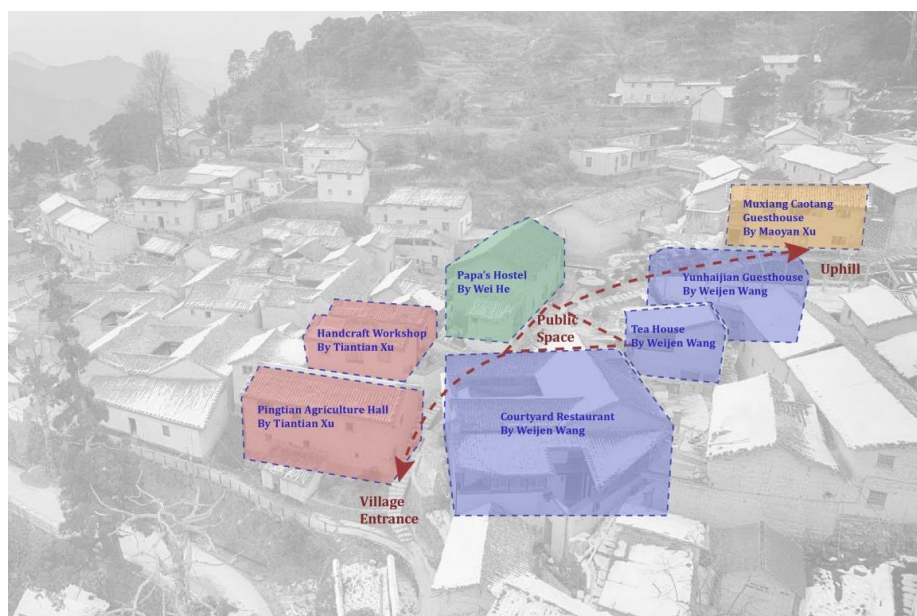 Muxiang Caotang
Guesthouse
By Maoyan Xu
Uphill
Papa's Hostel
By Wei He
Yunhaijian Guesthouse
By Weijen Wang
Public
Space
Tea House
By Weijen Wang
Handcraft Workshop
By Tiantian Xu
Pingtian Agriculture Hall
By Tiantian Xu
Courtyard Restaurant
By Weijen Wang
Village
Entrance